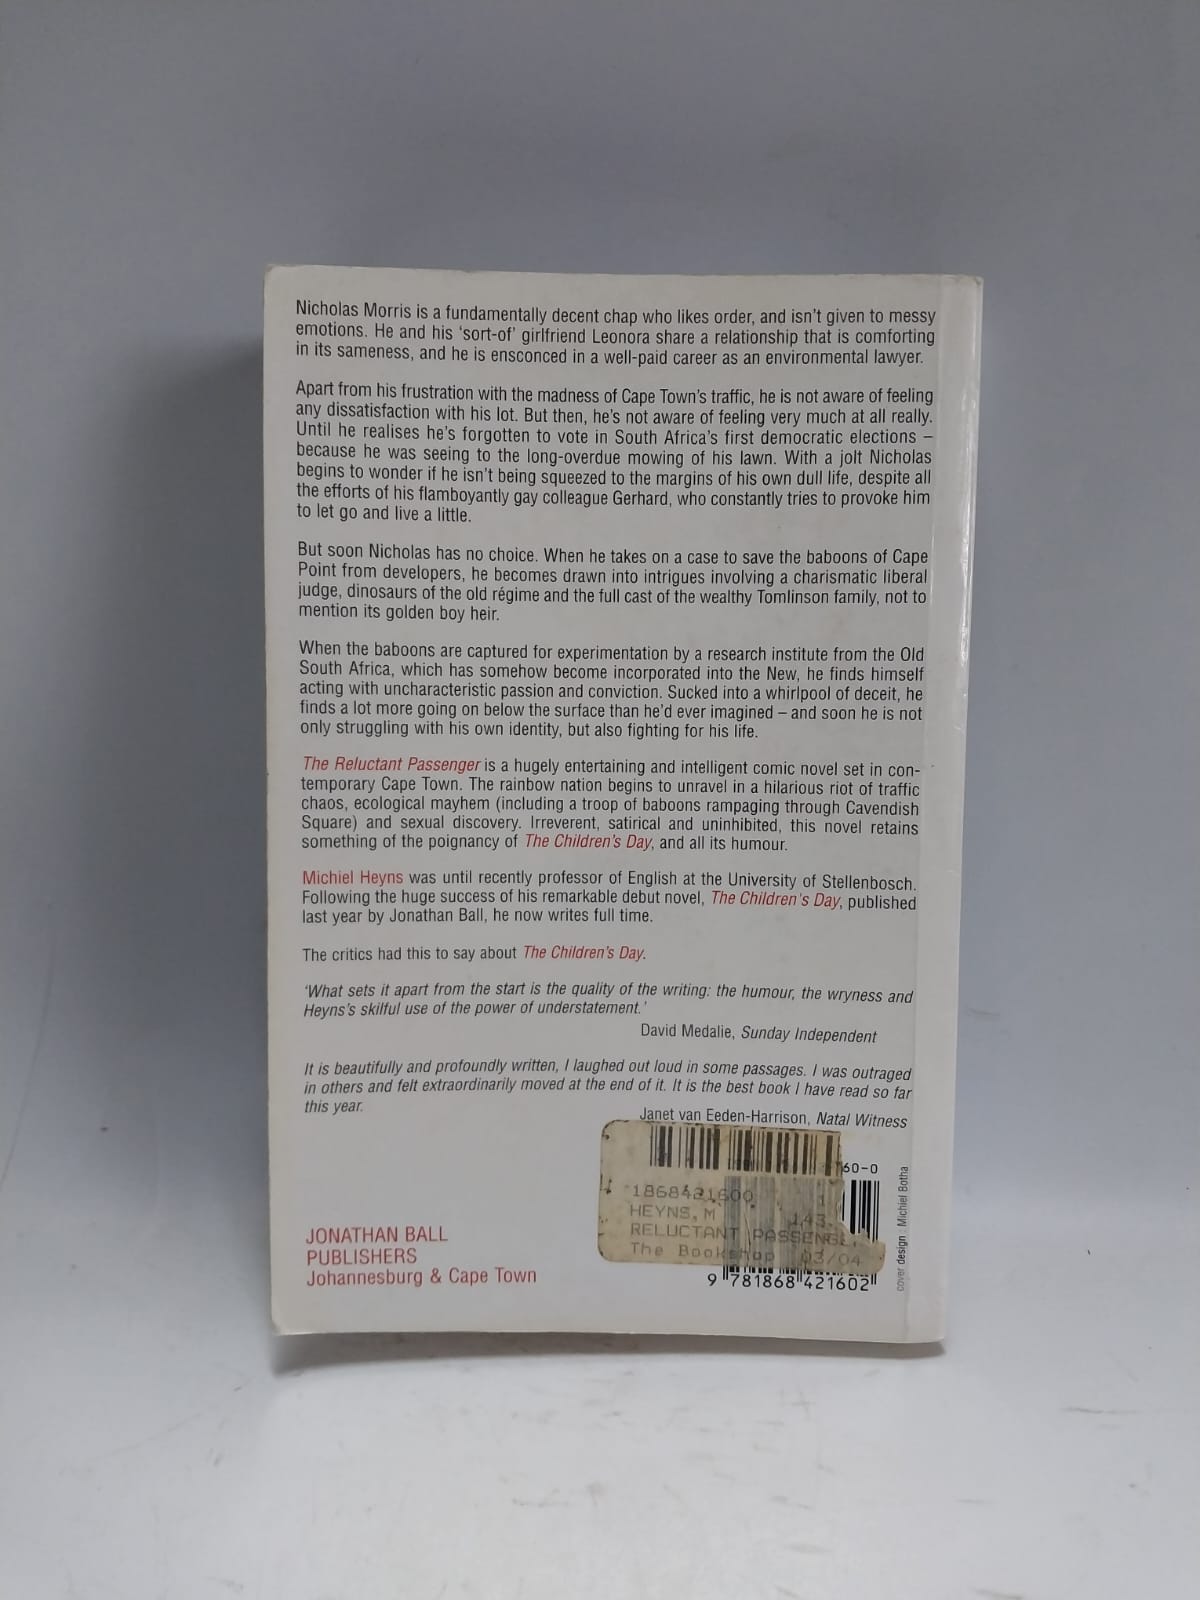 Nicholas Morris is a fundamentally decent chap who likes order, and isn't given to messy
emotions. He and his 'sort-of' girlfriend Leonora share a relationship that is comforting
in its sameness, and he is ensconced in a well-paid career as an environmental lawyer.
Apart from his frustration with the madness of Cape Town's traffic, he is not aware of feeling
any dissatisfaction with his lot. But then, he's not aware of feeling very much at all really.
Until he realises he's forgotten to vote in South Africa's first democratic elections –
because he was seeing to the long-overdue mowing of his lawn. With a jolt Nicholas
begins to wonder if he isn't being squeezed to the margins of his own dull life, despite all
the efforts of his flamboyantly gay colleague Gerhard, who constantly tries to provoke him
to let go and live a little.
But soon Nicholas has no choice. When he takes on a case to save the baboons of Cape
Point from developers, he becomes drawn into intrigues involving a charismatic liberal
judge, dinosaurs of the old régime and the full cast of the wealthy Tomlinson family, not to
mention its golden boy heir.
When the baboons are captured for experimentation by a research institute from the Old
South Africa, which has somehow become incorporated into the New, he finds himself
acting with uncharacteristic passion and conviction. Sucked into a whirlpool of deceit, he
finds a lot more going on below the surface than he'd ever imagined – and soon he is not
only struggling with his own identity, but also fighting for his life.
The Reluctant Passenger is a hugely entertaining and intelligent comic novel set in con-
temporary Cape Town. The rainbow nation begins to unravel in a hilarious riot of traffic
chaos, ecological mayhem (including a troop of baboons rampaging through Cavendish
Square) and sexual discovery. Irreverent, satirical and uninhibited, this novel retains
something of the poignancy of The Children's Day, and all its humour.
Michiel Heyns was until recently professor of English at the University of Stellenbosch.
Following the huge success of his remarkable debut novel, The Children's Day, published
last year by Jonathan Ball, he now writes full time.
The critics had this to say about The Children's Day.
'What sets it apart from the start is the quality of the writing: the humour, the wryness and
Heyns's skilful use of the power of understatement.'
David Medalie, Sunday Independent
It is beautifully and profoundly written, I laughed out loud in some passages. I was outraged
in others and felt extraordinarily moved at the end of it. It is the best book I have read so far
this year.
Janet van Eeden-Harrison, Natal Witness
60-0
1868421600 1
HEYNS, M 143
RELUCTANT PASSENGE
The Bookshop 03/04
9 781868 421602
JONATHAN BALL
PUBLISHERS
Johannesburg & Cape Town
cover design : Michiel Botha